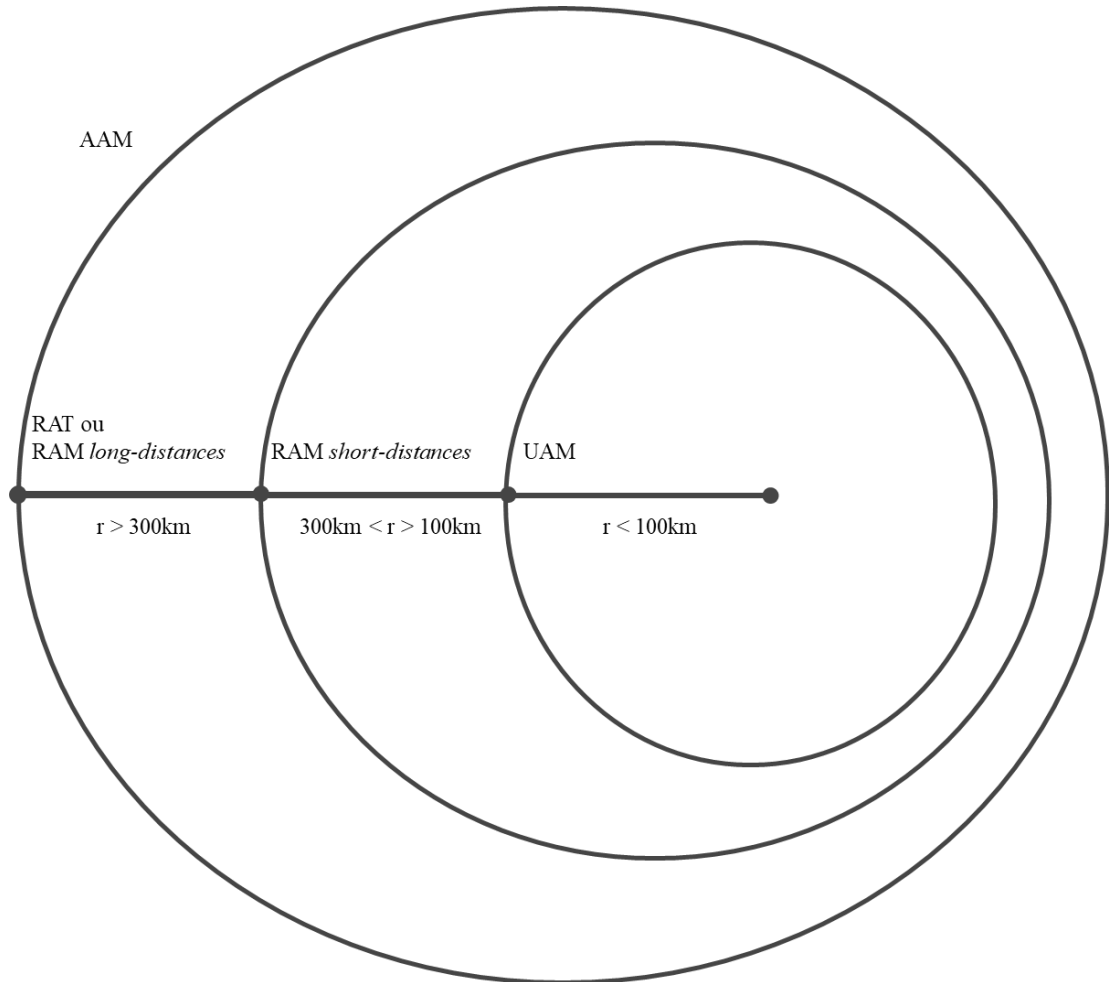 AAM
RAT ou
RAM long-distances
RAM short-distances
UAM
r > 300km
300km < r > 100km
r < 100km